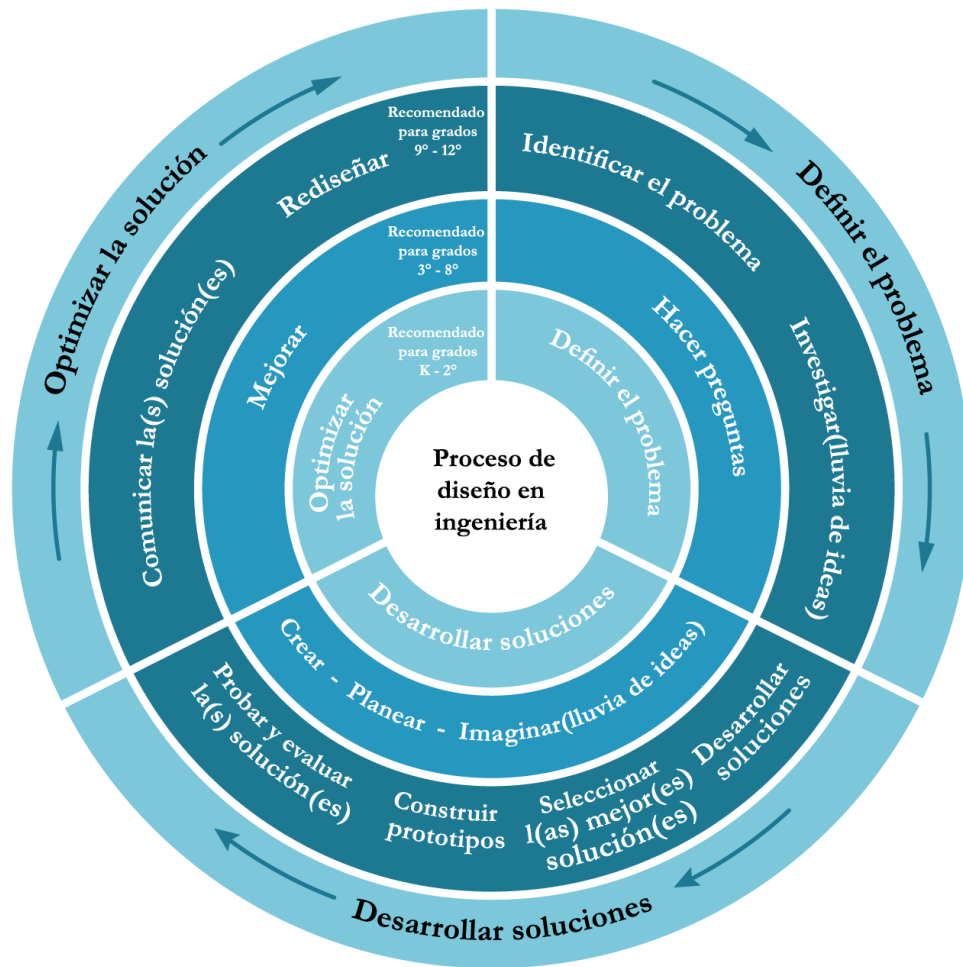 Proceso de
diseño en
ingeniería
Definir el problema
Desarrollar soluciones
Optimizar la solución
Recomendado
para grados
9° - 12°
Identificar el problema
Investigar(lluvia de ideas)
Desarrollar
soluciones
Seleccionar
l(as) mejor(es)
solución(es)
Construir
prototipos
Probar y evaluar
la(s) solución(es)
Comunicar la(s) solución(es)
Rediseñar
Recomendado
para grados
3° - 8°
Hacer preguntas
Crear - Planear - Imaginar(lluvia de ideas)
Mejorar
Recomendado
para grados
K - 2°
Definir el problema
Desarrollar soluciones
Optimizar
la solución